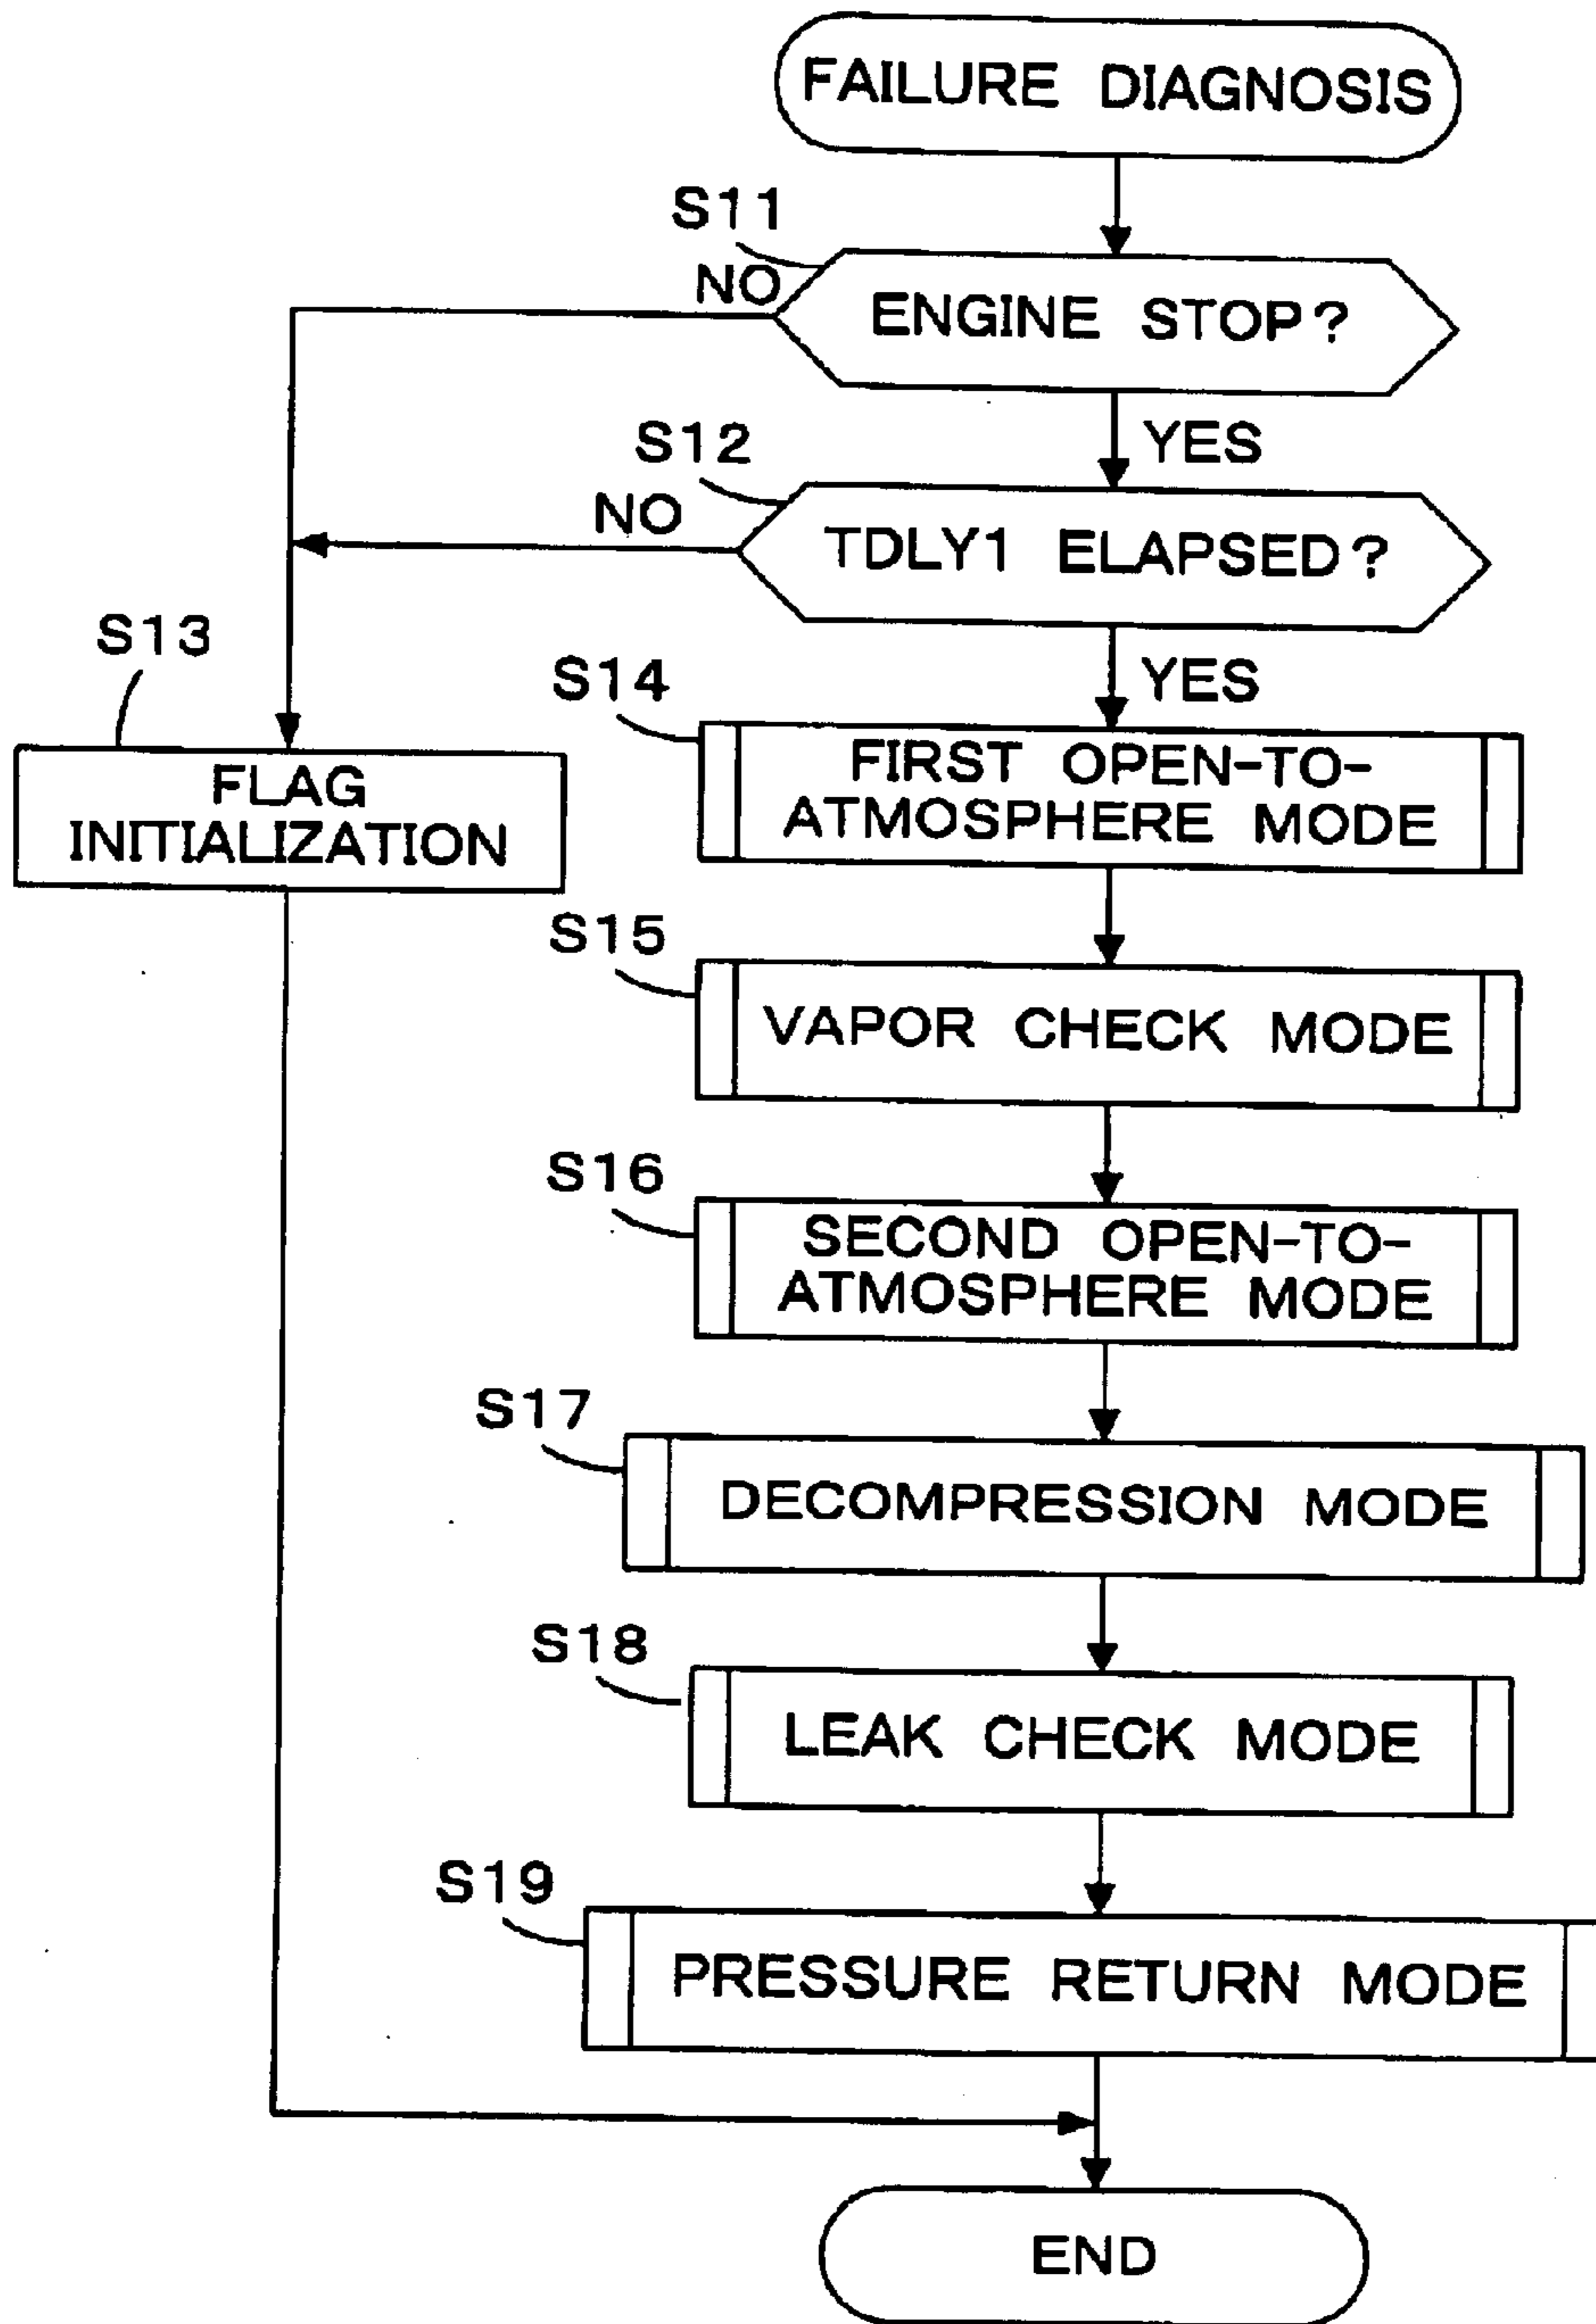 FAILURE DIAGNOSIS
S11
NO
ENGINE STOP?
YES
S12
NO
TDLY1 ELAPSED?
YES
S13
FLAG
INITIALIZATION
S14
FIRST OPEN-TO-
ATMOSPHERE MODE
S15
VAPOR CHECK MODE
S16
SECOND OPEN-TO-
ATMOSPHERE MODE
S17
DECOMPRESSION MODE
S18
LEAK CHECK MODE
S19
PRESSURE RETURN MODE
END